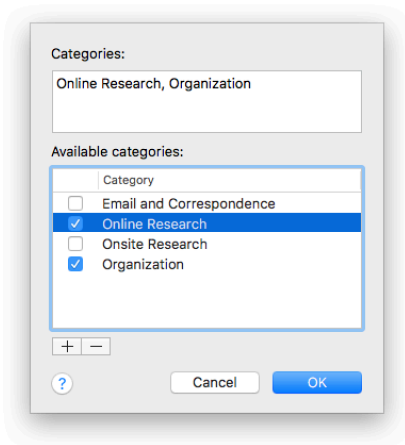 Categories:
Online Research, Organization
Available categories:
Category
Email and Correspondence
Online Research
Onsite Research
Organization
+ −
? Cancel OK